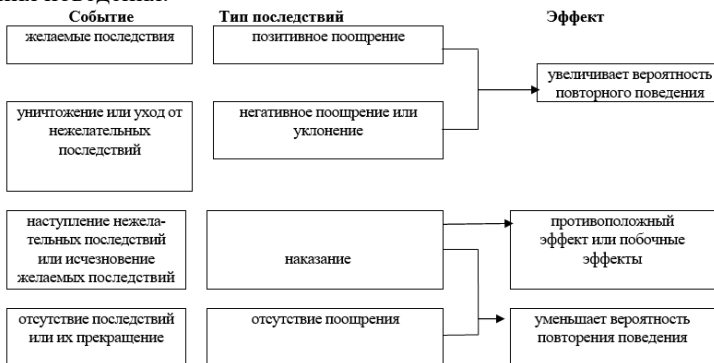 Событие Тип последствий Эффект
желаемые последствия
позитивное поощрение
увеличивает вероятность
повторного поведения
уничтожение или уход от
нежелательных
последствий
негативное поощрение или
уклонение
наступление нежела-
тельных последствий
или исчезновение
желаемых последствий
наказание
противоположный
эффект или побочные
эффекты
отсутствие последствий
или их прекращение
отсутствие поощрения
уменьшает вероятность
повторения поведения